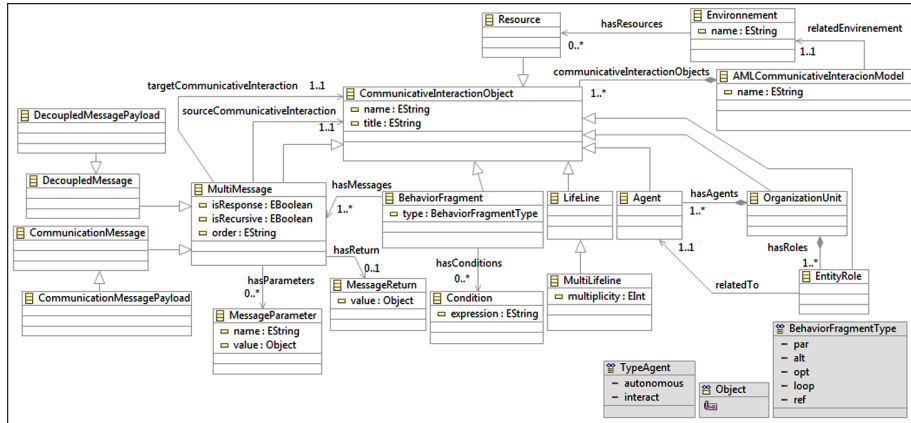 Resource
hasResources
0..*
Environnement
name : EString
relatedEnvirenement
1..1
targetCommunicativeInteraction 1..1
communicativeInteractionObjects
1..*
AMLCommunicativeInteracionModel
name : EString
CommunicativeInteractionObject
name : EString
title : EString
sourceCommunicativeInteraction
1..1
DecoupledMessagePayload
DecoupledMessage
MultiMessage
isResponse : EBoolean
isRecursive : EBoolean
order : EString
hasMessages
1..*
BehaviorFragment
type : BehaviorFragmentType
LifeLine
Agent
hasAgents
1..*
OrganizationUnit
CommunicationMessage
hasReturn
0..1
hasConditions
0..*
1..1
hasRoles
1..*
CommunicationMessagePayload
hasParameters
0..*
MessageReturn
value : Object
Condition
expression : EString
MultiLifeline
multiplicity : EInt
relatedTo
EntityRole
MessageParameter
name : EString
value : Object
BehaviorFragmentType
par
alt
opt
loop
ref
TypeAgent
autonomous
interact
Object